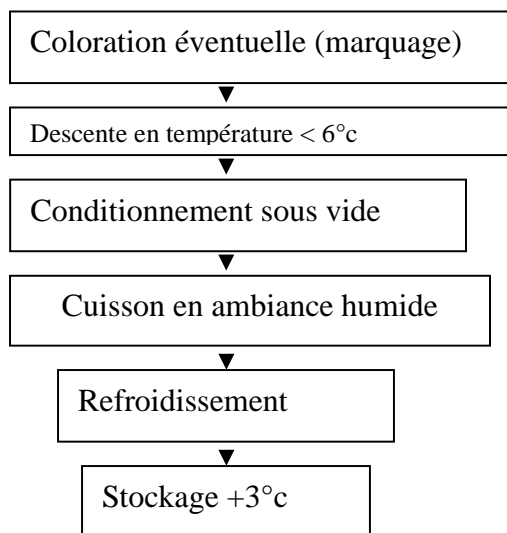 Coloration éventuelle (marquage)
Descente en température < 6°c
Conditionnement sous vide
Cuisson en ambiance humide
Refroidissement
Stockage +3°c